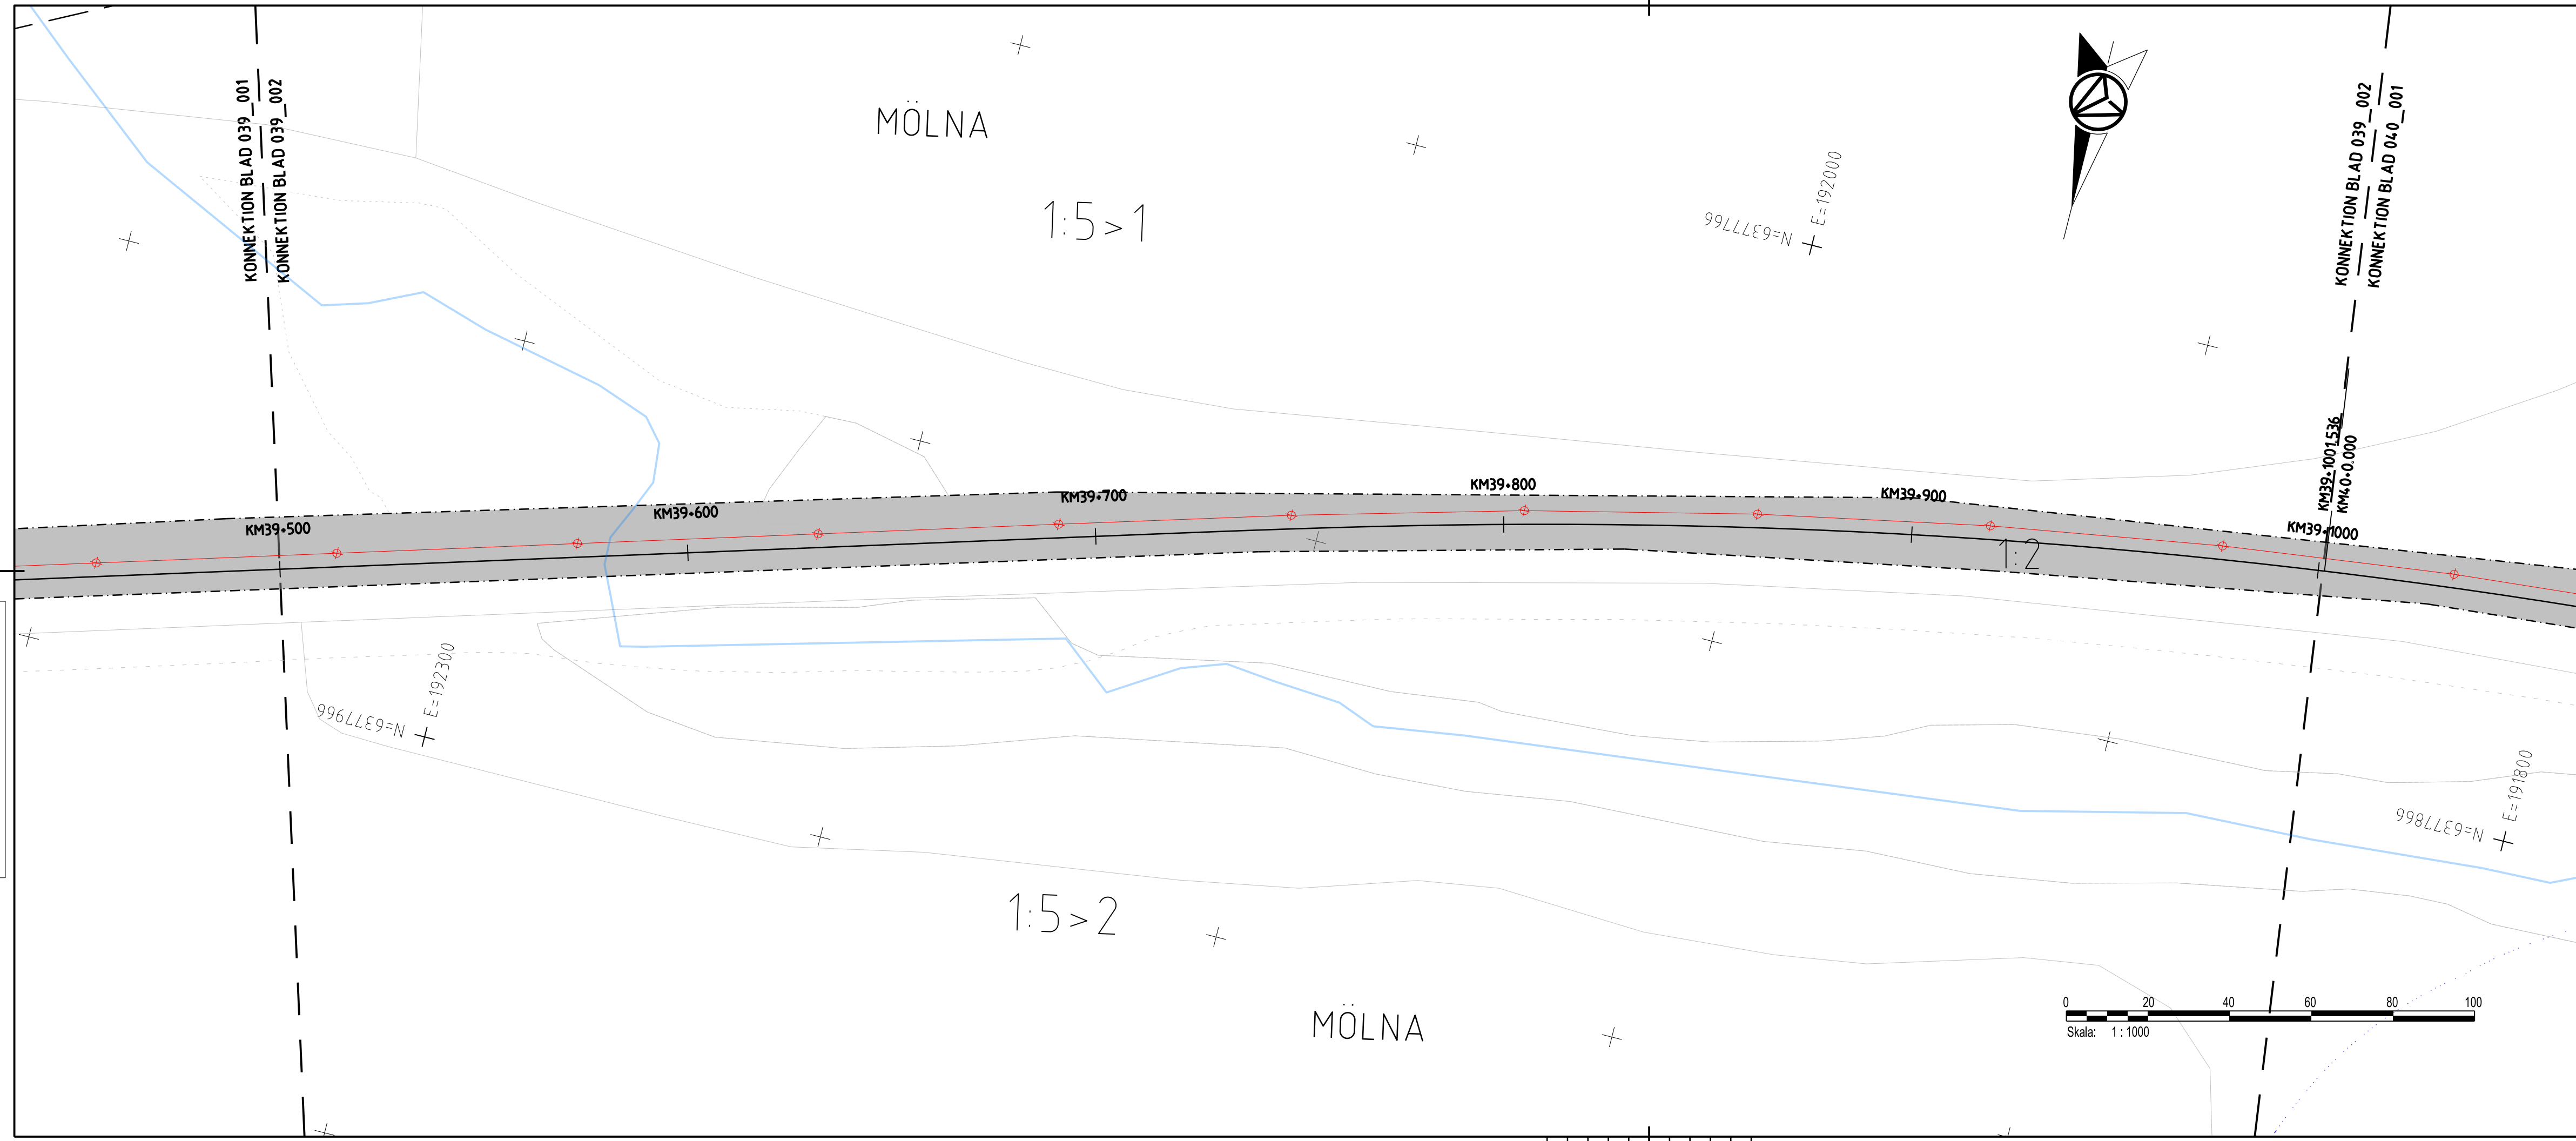 KONNEKTION BLAD 039_001
KONNEKTION BLAD 039_002
MÖLNA
1:5>1
N=6377766
E=192000
KONNEKTION BLAD 039_002
KONNEKTION BLAD 040_001
KM39+500
KM39+600
KM39+700
KM39+800
KM39+900
KM39+1001.536
KM40+0.000
KM39+1000
1:2
N=6377966
E=192300
N=6377866
E=191800
1:5>2
MÖLNA
0 20 40 60 80 100
Skala: 1 : 1000